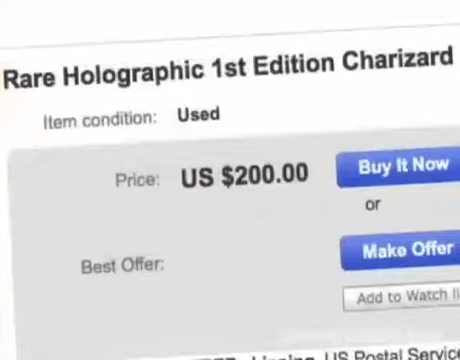 Rare Holographic 1st Edition Charizard
Item condition: Used
Price: US $200.00 Buy It Now
or
Best Offer: Make Offer
Add to Watch
US Postal Service